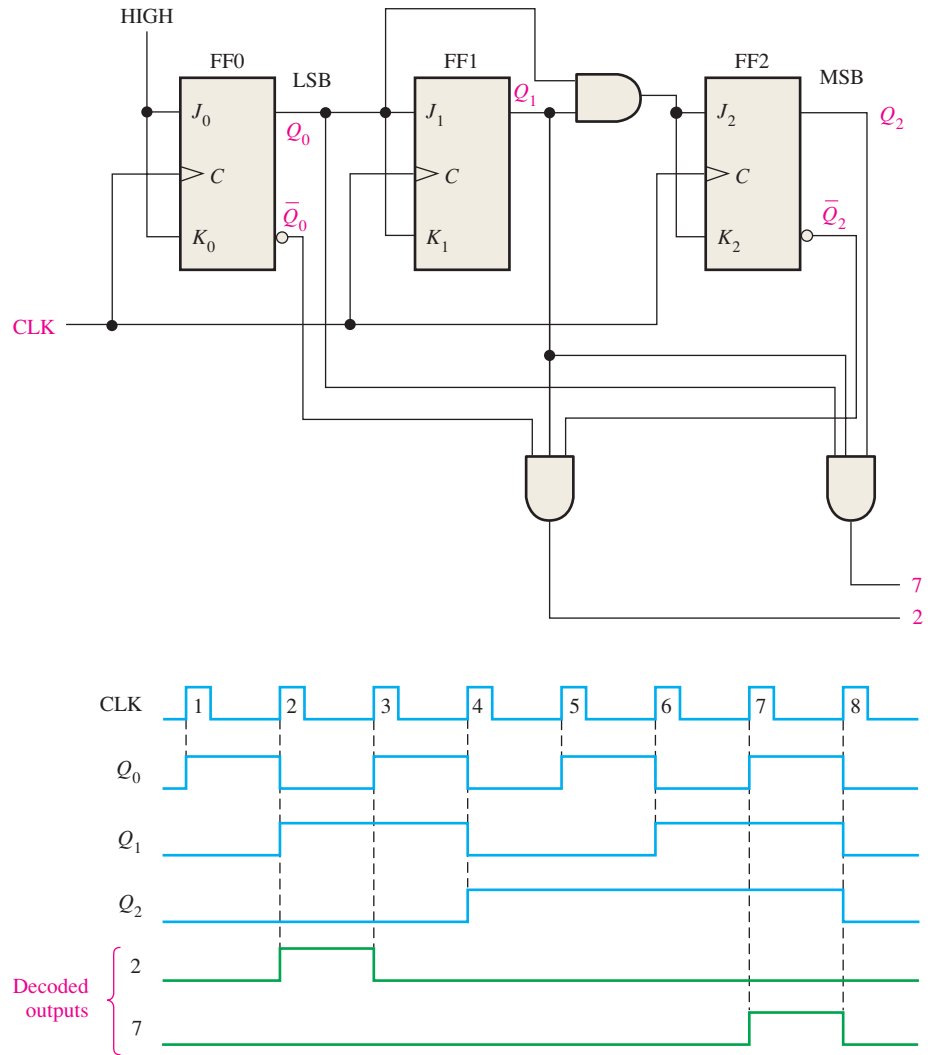 HIGH
FF0
LSB
FF1
FF2
MSB
J₀
Q₀
J₁
Q₁
J₂
Q₂
C
C
C
Q̅₀
Q̅₂
K₀
K₁
K₂
CLK
7
2
CLK
1 2 3 4 5 6 7 8
Q₀
Q₁
Q₂
2
Decoded
outputs
7